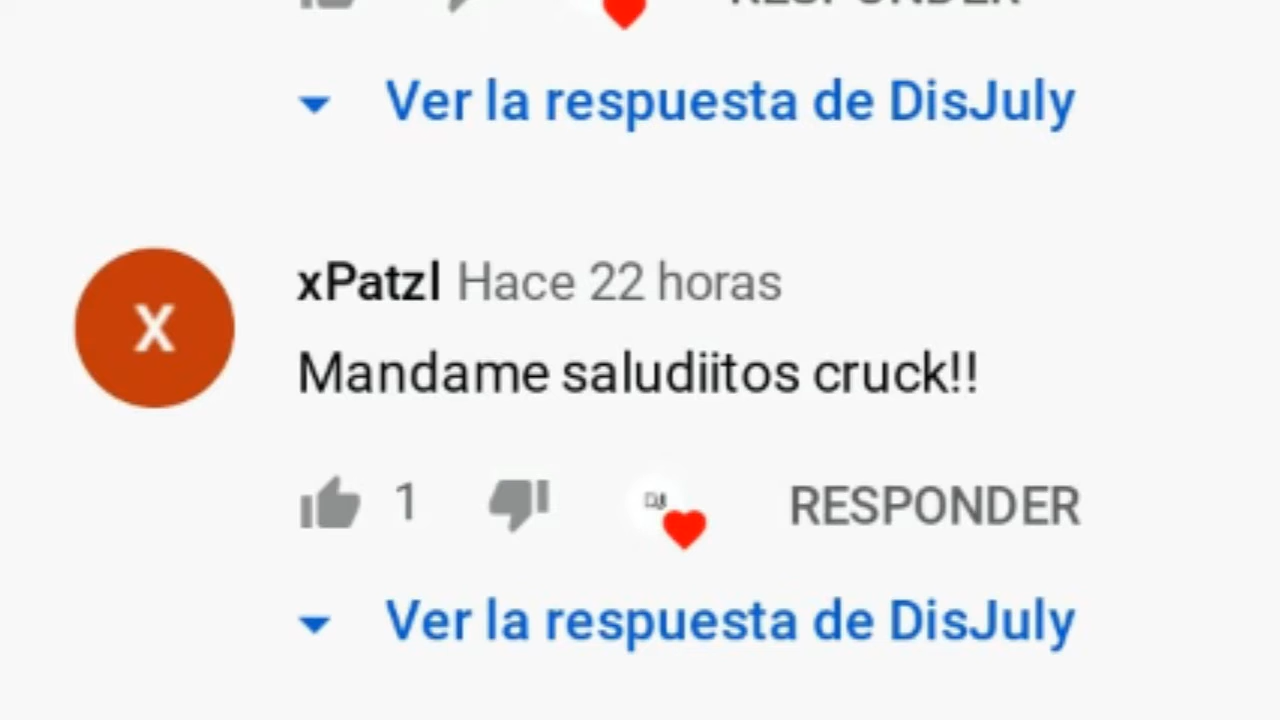 RESPONDER
Ver la respuesta de DisJuly
X
xPatzl Hace 22 horas
Mandame saludiitos cruck!!
1 RESPONDER
Ver la respuesta de DisJuly